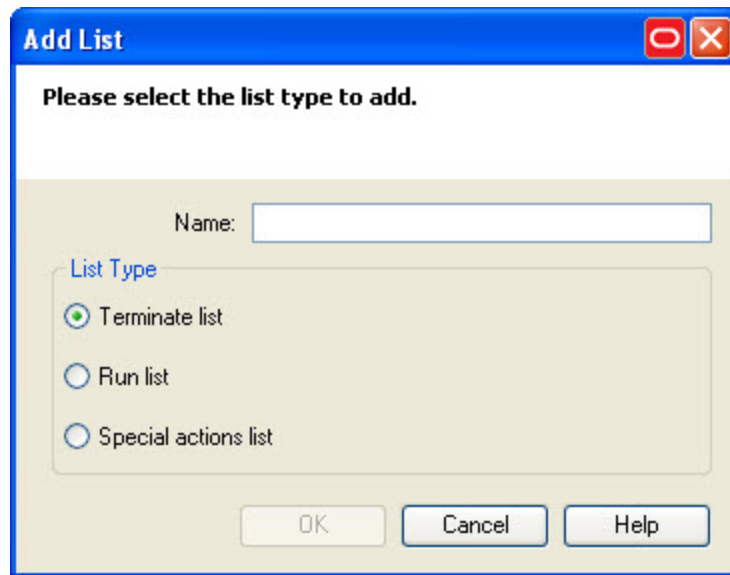 Add List
Please select the list type to add.
Name:
List Type
Terminate list
Run list
Special actions list
OK Cancel Help